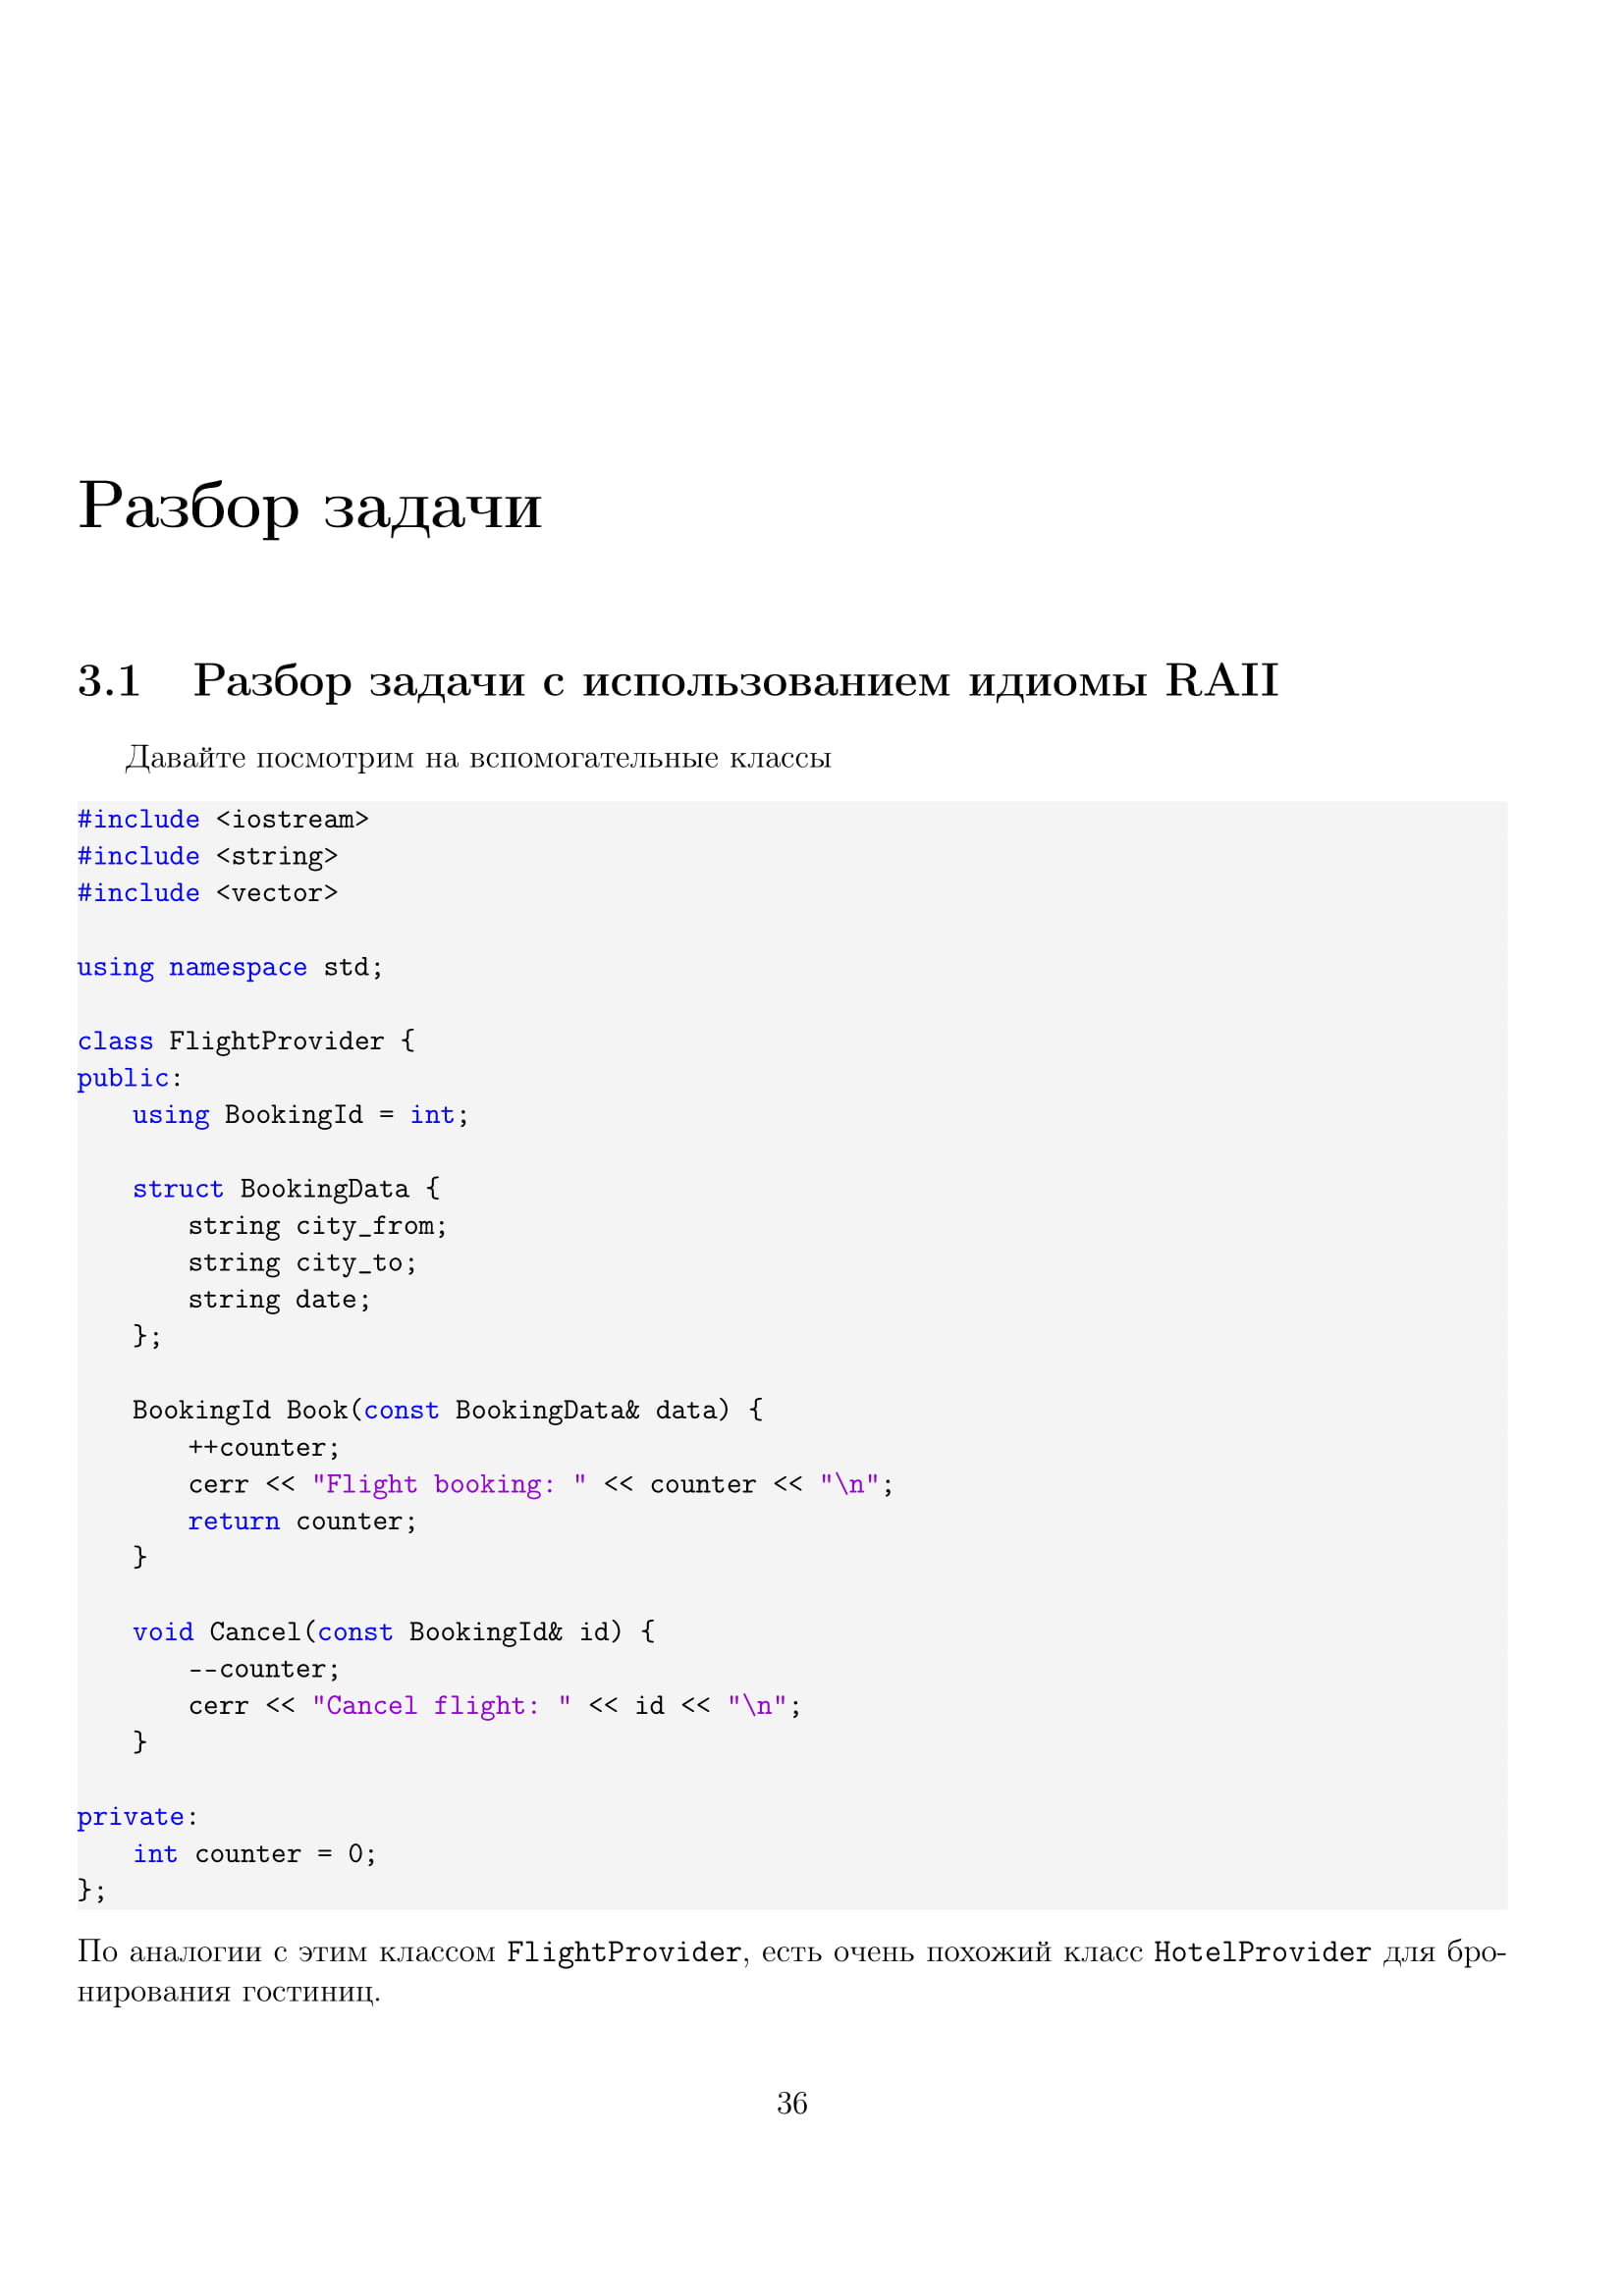 Разбор задачи
3.1 Разбор задачи с использованием идиомы RAII
Давайте посмотрим на вспомогательные классы
#include <iostream>
#include <string>
#include <vector>
using namespace std;
class FlightProvider {
public:
using BookingId = int;
struct BookingData {
string city_from;
string city_to;
string date;
};
BookingId Book(const BookingData& data) {
++counter;
cerr << "Flight booking: " << counter << "\n";
return counter;
}
void Cancel(const BookingId& id) {
--counter;
cerr << "Cancel flight: " << id << "\n";
}
private:
int counter = 0;
};
По аналогии с этим классом FlightProvider, есть очень похожий класс HotelProvider для бро-
нирования гостиниц.
36